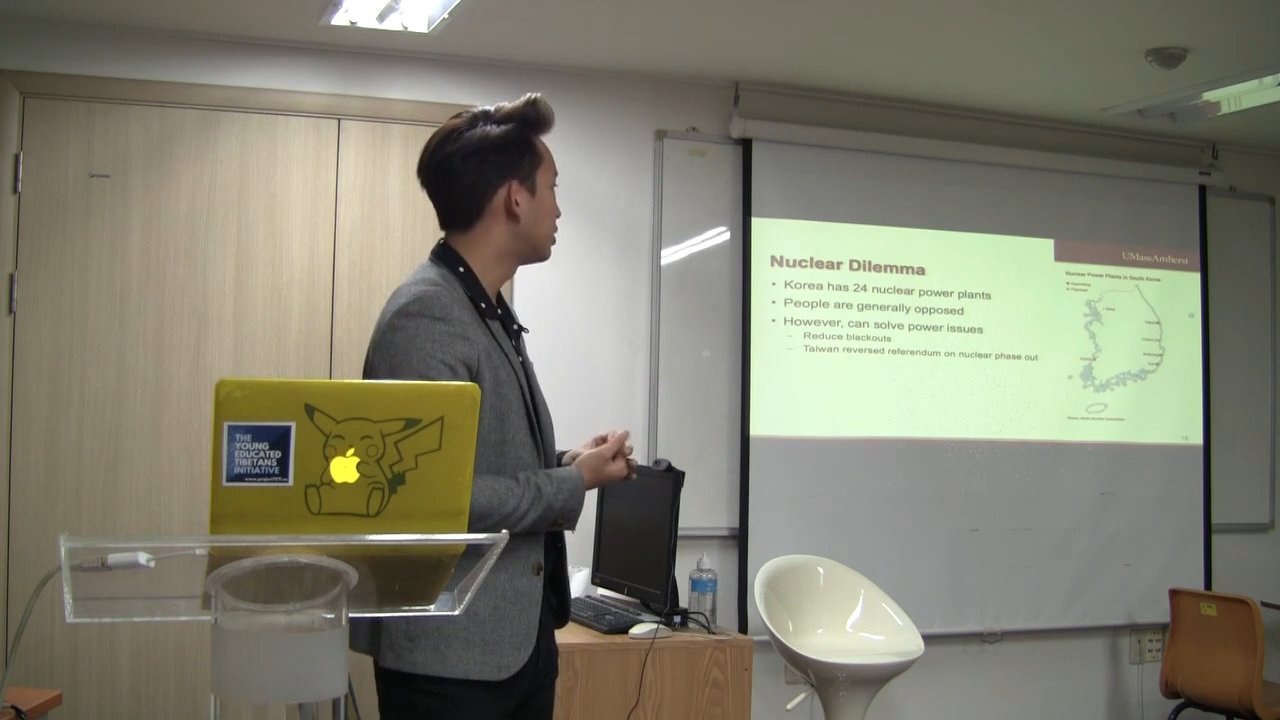 THE
YOUNG
EDUCATED
TIBETANS
INITIATIVE
UMassAmherst
Nuclear Dilemma
• Korea has 24 nuclear power plants
• People are generally opposed
• However, can solve power issues
– Reduce blackouts
– Taiwan reversed referendum on nuclear phase out
Nuclear Power Plants in South Korea
Operating
Planned